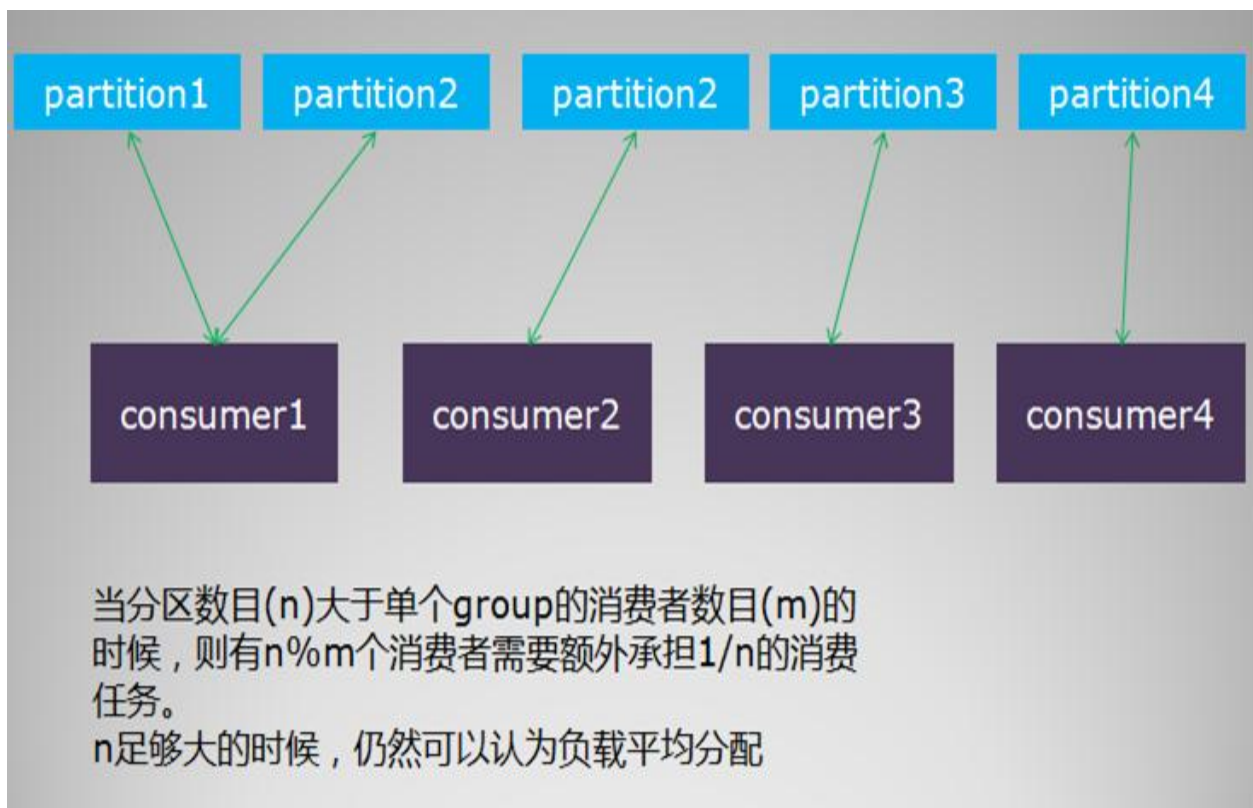 partition1
partition2
partition2
partition3
partition4
consumer1
consumer2
consumer3
consumer4
当分区数目(n)大于单个group的消费者数目(m)的
时候，则有n%m个消费者需要额外承担1/n的消费
任务。
n足够大的时候，仍然可以认为负载平均分配